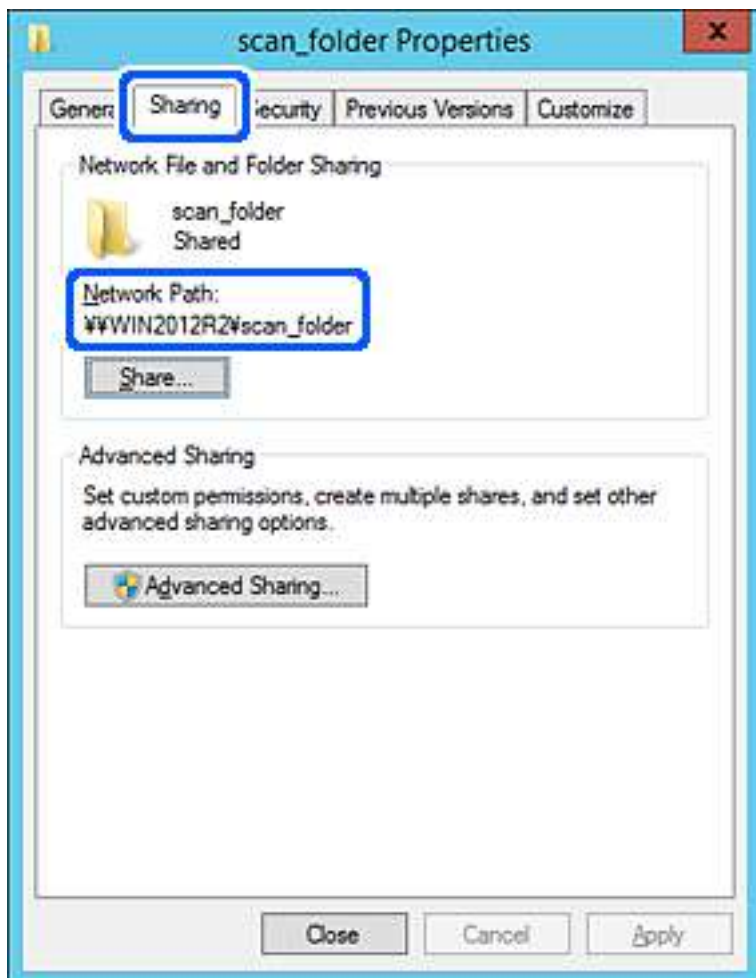 scan_folder Properties
x
Genera Sharing ecurity Previous Versions Customize
Network File and Folder Sharing
scan_folder
Shared
Network Path:
¥¥WIN2012R2¥scan_folder
Share...
Advanced Sharing
Set custom permissions, create multiple shares, and set other
advanced sharing options.
Advanced Sharing...
Close Cancel Apply